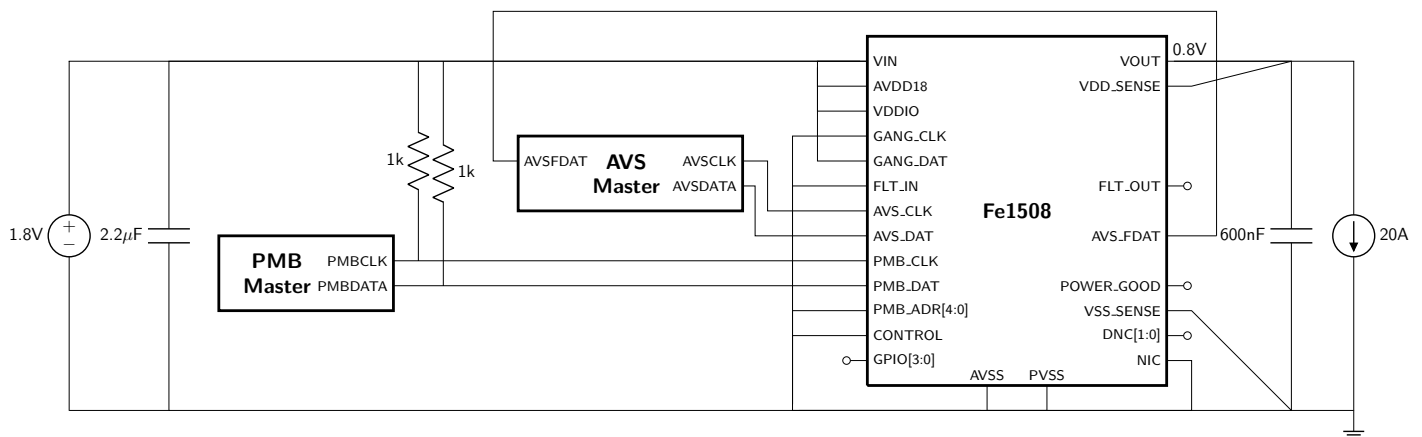 0.8V
VIN
VOUT
AVDD18
VDD_SENSE
VDDIO
GANG_CLK
1k
1k
AVSFDAT
AVS
Master
AVSCLK
AVSDATA
GANG_DAT
FLT_IN
FLT_OUT
AVS_CLK
Fe1508
1.8V
+
−
2.2µF
AVS_DAT
AVS_FDAT
600nF
20A
PMB
Master
PMBCLK
PMBDATA
PMB_CLK
PMB_DAT
POWER_GOOD
PMB_ADR[4:0]
VSS_SENSE
CONTROL
DNC[1:0]
GPIO[3:0]
NIC
AVSS
PVSS